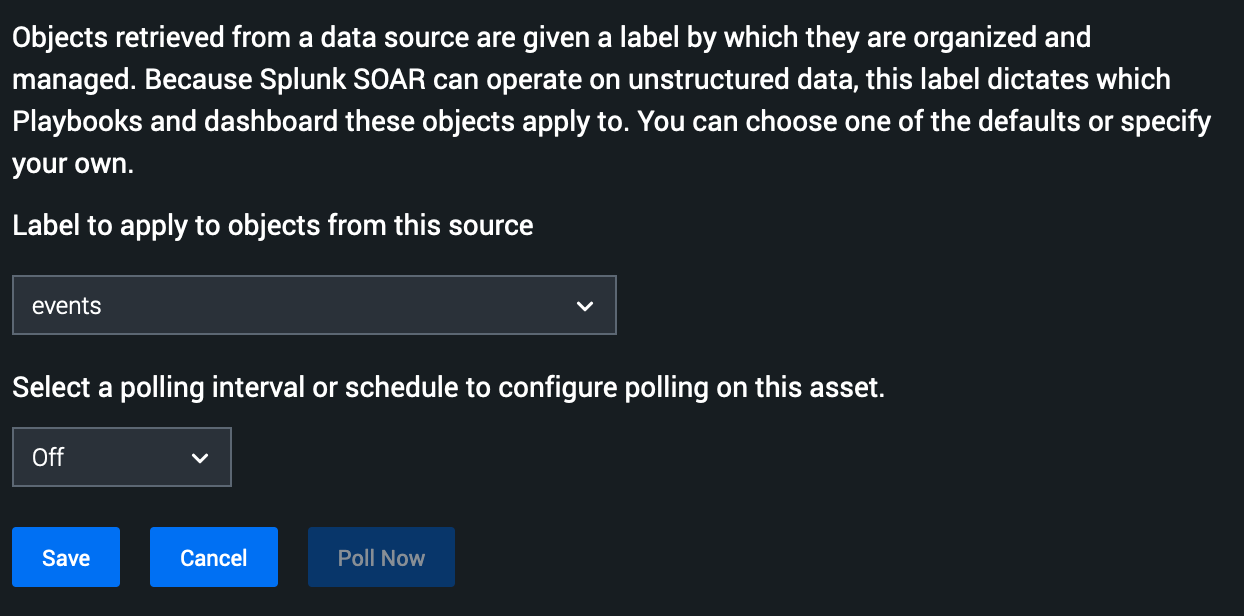 Objects retrieved from a data source are given a label by which they are organized and
managed. Because Splunk SOAR can operate on unstructured data, this label dictates which
Playbooks and dashboard these objects apply to. You can choose one of the defaults or specify
your own.
Label to apply to objects from this source
events
Select a polling interval or schedule to configure polling on this asset.
Off
Save Cancel Poll Now